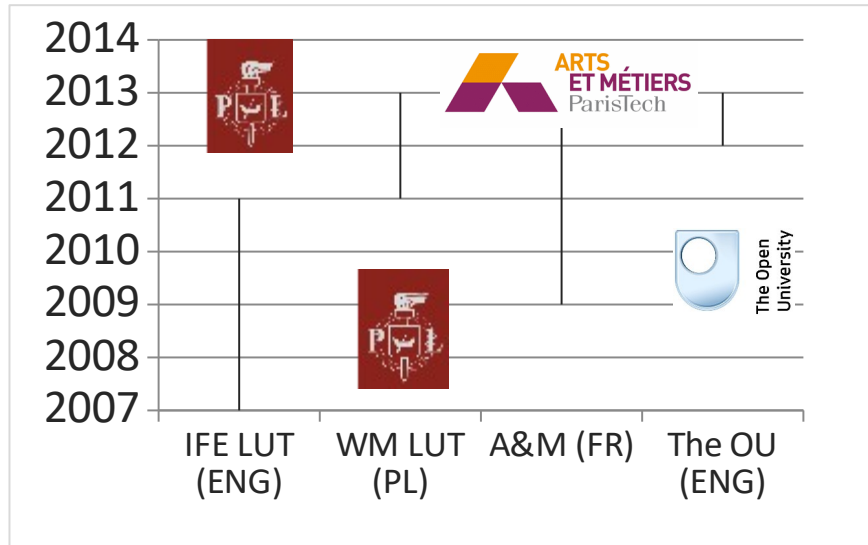 2014
2013
2012
2011
2010
2009
2008
2007
ARTS
ET MÉTIERS
ParisTech
P Ł
The Open
University
P Ł
IFE LUT
(ENG)
WM LUT
(PL)
A&M (FR)
The OU
(ENG)